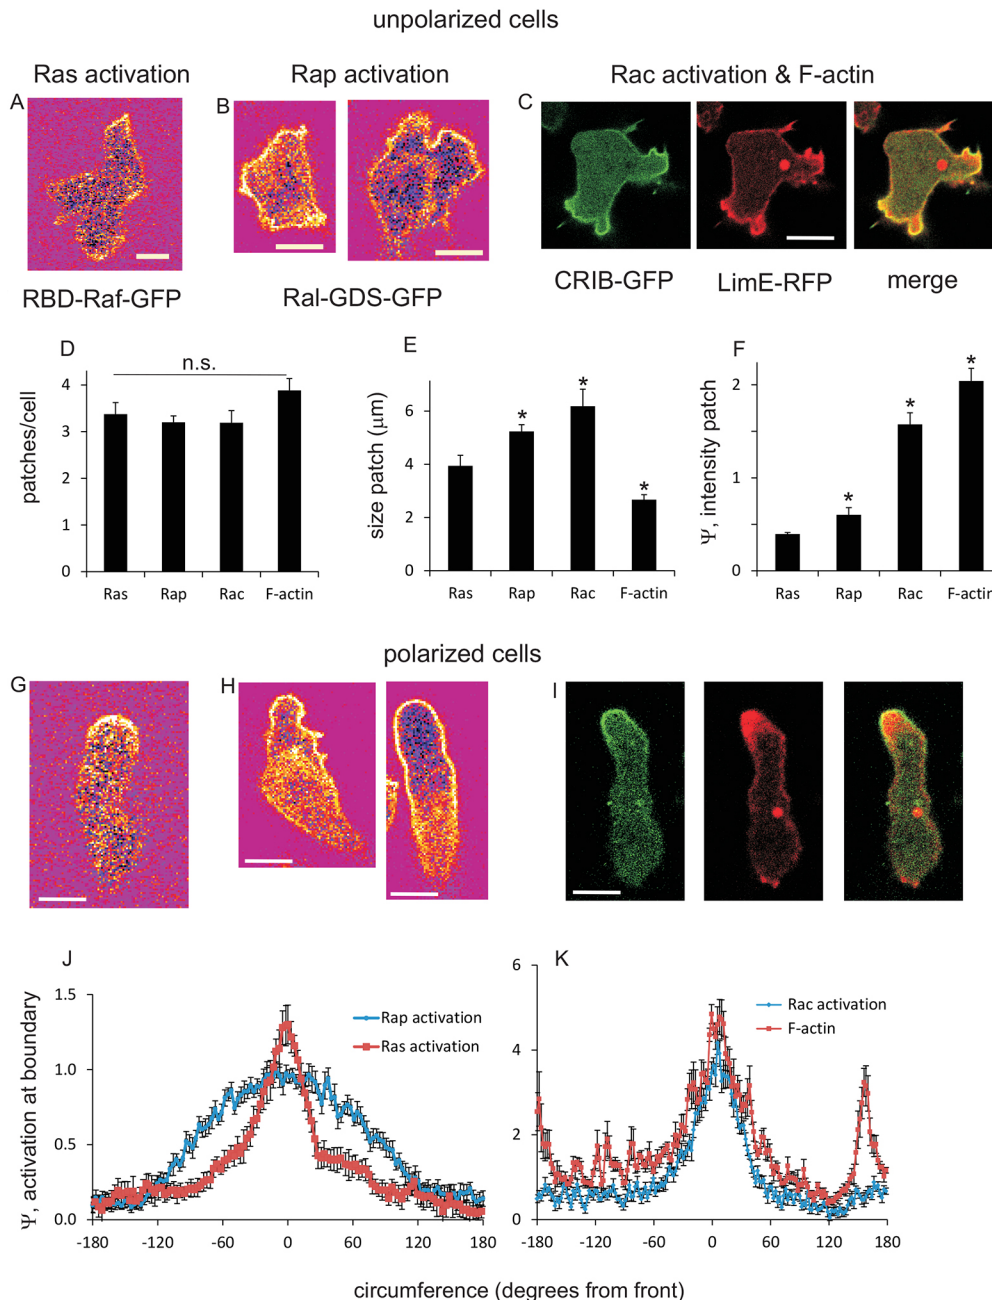 unpolarized cells
Ras activation Rap activation Rac activation & F-actin
A B C
RBD-Raf-GFP Ral-GDS-GFP CRIB-GFP LimE-RFP merge
D
n.s.
patches/cell
4
3
2
1
0
Ras Rap Rac F-actin
E
size patch (μm)
6
4
2
0
* * *
Ras Rap Rac F-actin
F
Ψ, intensity patch
2
1
0
* * *
Ras Rap Rac F-actin
polarized cells
G H I
J
Ψ, activation at boundary
1.5
1.0
0.5
0.0
Rap activation
Ras activation
-180 -120 -60 0 60 120 180
K
6
4
2
0
Rac activation
F-actin
-180 -120 -60 0 60 120 180
circumference (degrees from front)